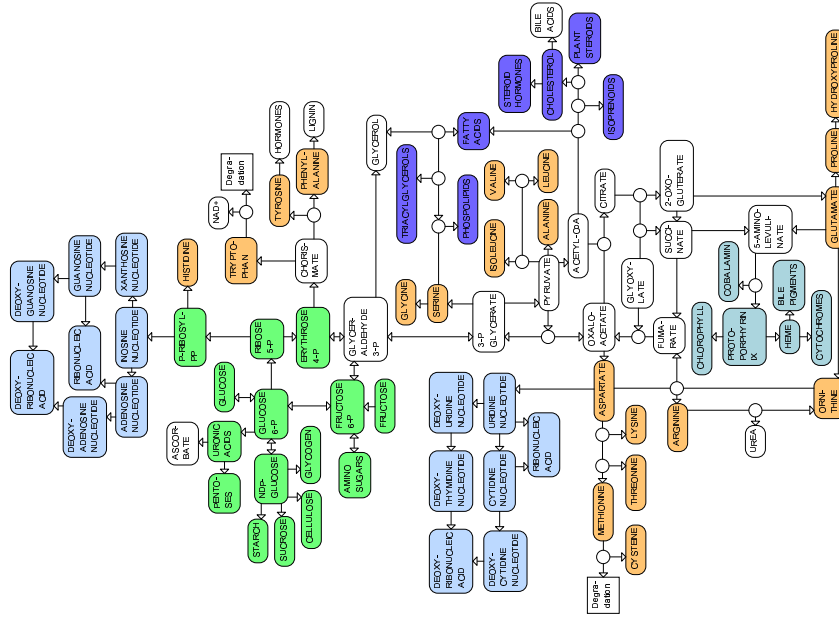 DEOXY-
RIBONUCLEIC
ACID
DEOXY-
GUANOSINE
NUCLEOTIDE
DEOXY-
ADENOSINE
NUCLEOTIDE
RIBONUCLEIC
ACID
GUANOSINE
NUCLEOTIDE
ADENOSINE
NUCLEOTIDE
INOSINE
NUCLEOTIDE
XANTHOSINE
NUCLEOTIDE
ASCOR-
BATE
P-RIBOSYL-
PP
HISTIDINE
PENTO-
SES
URONIC
ACIDS
GLUCOSE
NAD+
Degra-
dation
TRYPTO-
PHAN
STARCH
NDP-
GLUCOSE
GLUCOSE
6-P
RIBOSE
5-P
TYROSINE
HORMONES
SUCROSE
CELLULOSE
GLYCOGEN
ERYTHROSE
4-P
CHORIS-
MATE
PHENYL-
ALANINE
LIGNIN
AMINO
SUGARS
FRUCTOSE
6-P
FRUCTOSE
GLYCER-
ALDEHYDE
3-P
GLYCEROL
GLYCINE
TRIACYL-GLYCEROLS
SERINE
PHOSPOLIPIDS
FATTY
ACIDS
DEOXY-
RIBONUCLEIC
ACID
DEOXY-
THYMIDINE
NUCLEOTIDE
DEOXY-
URIDINE
NUCLEOTIDE
DEOXY-
CYTIDINE
NUCLEOTIDE
CYTIDINE
NUCLEOTIDE
URIDINE
NUCLEOTIDE
RIBONUCLEIC
ACID
3-P
GLYCERATE
ISOLEUCINE
VALINE
LEUCINE
ALANINE
PYRUVATE
ACETYL-COA
STEROID
HORMONES
BILE
ACIDS
CHOLESTEROL
PLANT
STEROIDS
ISOPRENOIDS
Degra-
dation
METHIONINE
ASPARTATE
OXALO-
ACETATE
CITRATE
CYSTEINE
THREONINE
LYSINE
GLYOXY-
LATE
ARGININE
FUMA-
RATE
SUCCI-
NATE
2-OXO-
GLUTERATE
CHLOROPHYLL
COBALAMIN
UREA
PROTO-
PORPHYRIN
IX
5-AMINO-
LEVULI-
NATE
HEME
BILE
PIGMENTS
CYTOCHROMES
ORNI-
THINE
GLUTAMATE
PROLINE
HYDROXYPROLINE